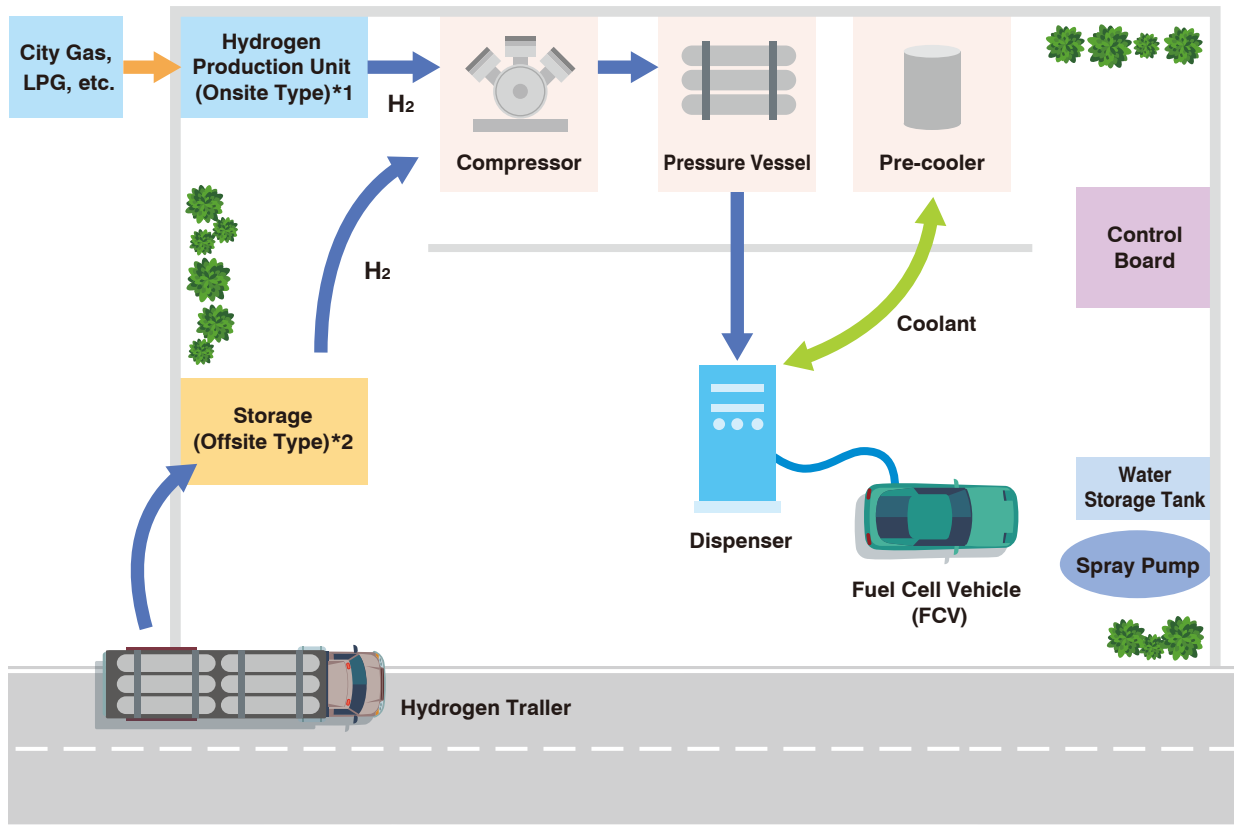 City Gas,
LPG, etc.
Hydrogen
Production Unit
(Onsite Type)*1
H2
Compressor
Pressure Vessel
Pre-cooler
Control
Board
H2
Coolant
Storage
(Offsite Type)*2
Water
Storage Tank
Dispenser
Spray Pump
Fuel Cell Vehicle
(FCV)
Hydrogen Traller